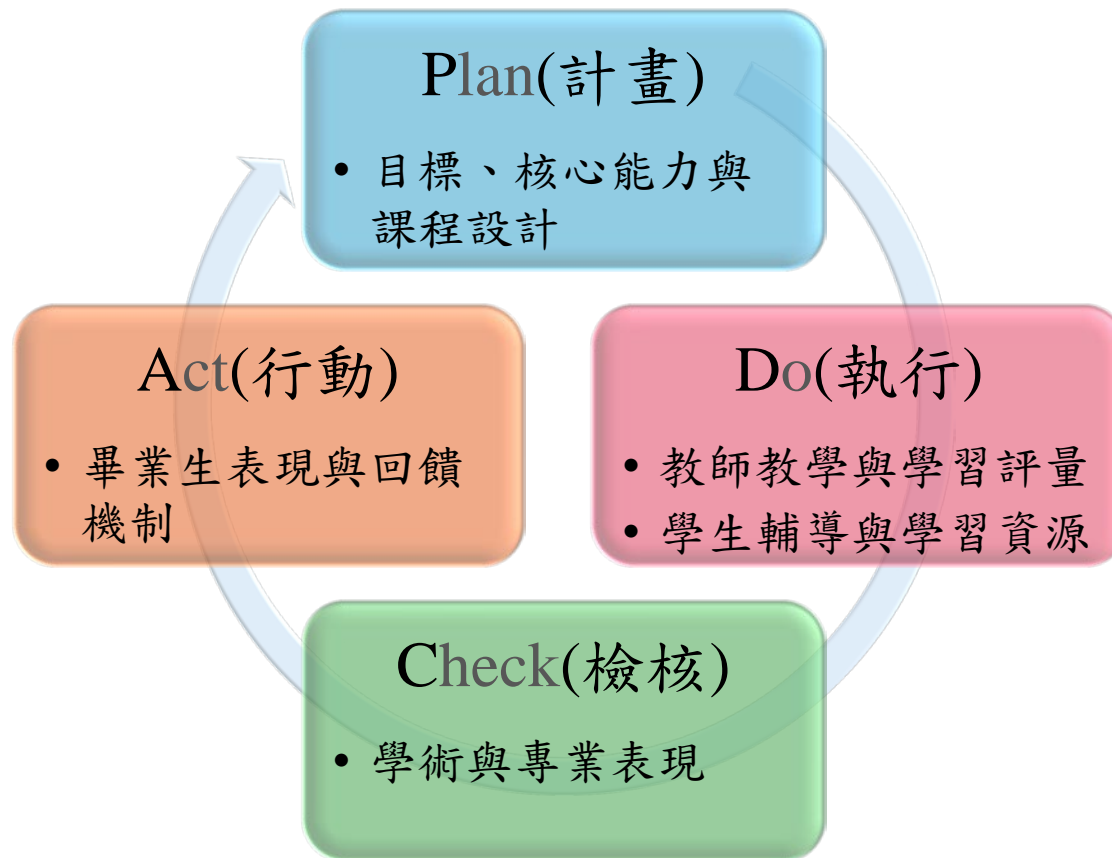 Plan(計畫)
• 目標、核心能力與
課程設計
Act(行動)
• 畢業生表現與回饋
機制
Do(執行)
• 教師教學與學習評量
• 學生輔導與學習資源
Check(檢核)
• 學術與專業表現